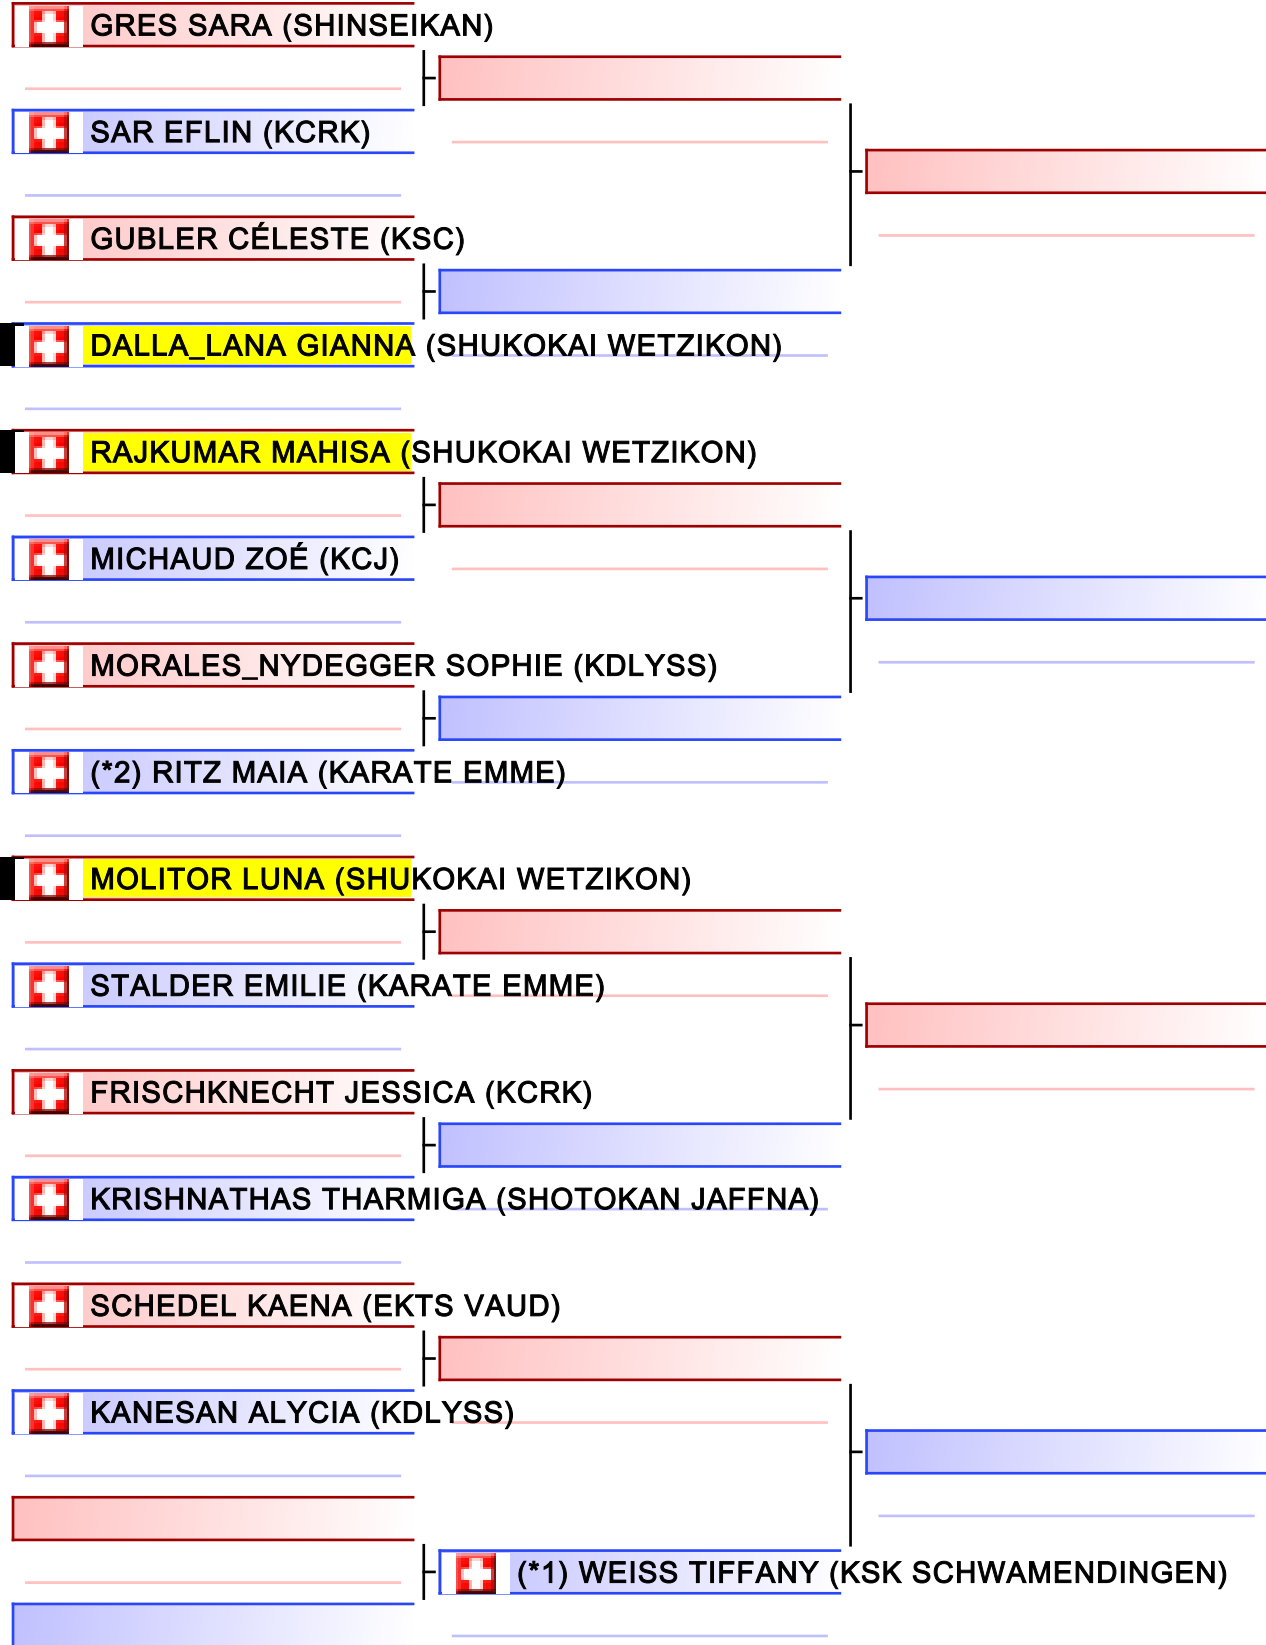 GRES SARA (SHINSEIKAN)
SAR EFLIN (KCRK)
GUBLER CÉLESTE (KSC)
DALLA_LANA GIANNA (SHUKOKAI WETZIKON)
RAJKUMAR MAHISA (SHUKOKAI WETZIKON)
MICHAUD ZOÉ (KCJ)
MORALES_NYDEGGER SOPHIE (KDLYSS)
(*2) RITZ MAIA (KARATE EMME)
MOLITOR LUNA (SHUKOKAI WETZIKON)
STALDER EMILIE (KARATE EMME)
FRISCHKNECHT JESSICA (KCRK)
KRISHNATHAS THARMIGA (SHOTOKAN JAFFNA)
SCHEDEL KAENA (EKTS VAUD)
KANESAN ALYCIA (KDLYSS)
(*1) WEISS TIFFANY (KSK SCHWAMENDINGEN)